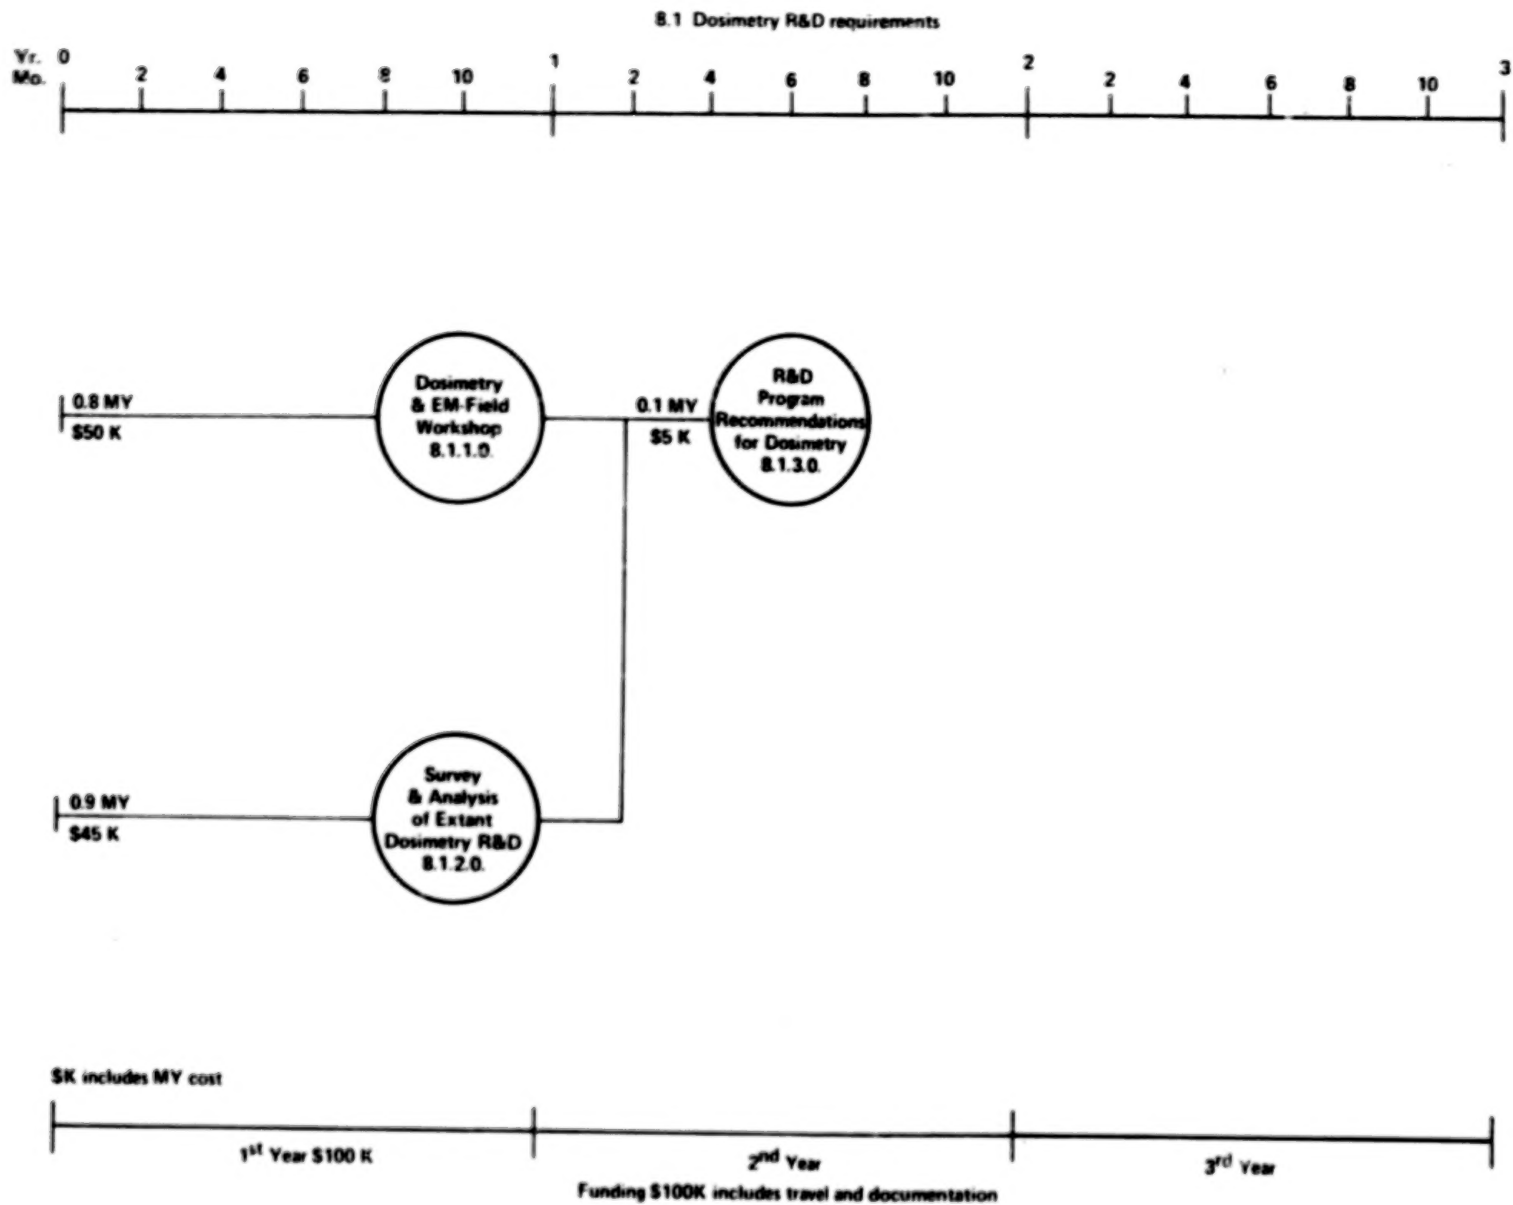 8.1 Dosimetry R&D requirements
Yr. 0 1 2 3
Mo. 2 4 6 8 10 2 4 6 8 10 2 4 6 8 10
Dosimetry
& EM-Field
Workshop
8.1.1.0.
R&D
Program
Recommendations
for Dosimetry
8.1.3.0.
0.8 MY
$50 K
0.1 MY
$5 K
Survey
& Analysis
of Extant
Dosimetry R&D
8.1.2.0.
0.9 MY
$45 K
$K includes MY cost
1st Year $100 K
2nd Year
3rd Year
Funding $100K includes travel and documentation